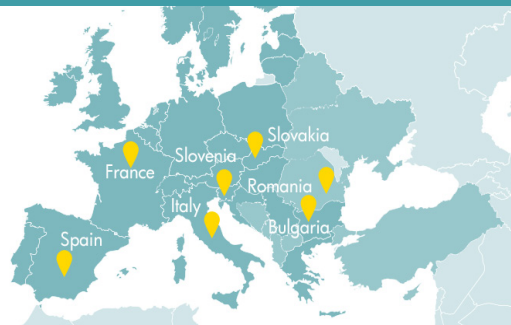 Slovakia
Slovenia
France
Romania
Italy
Bulgaria
Spain